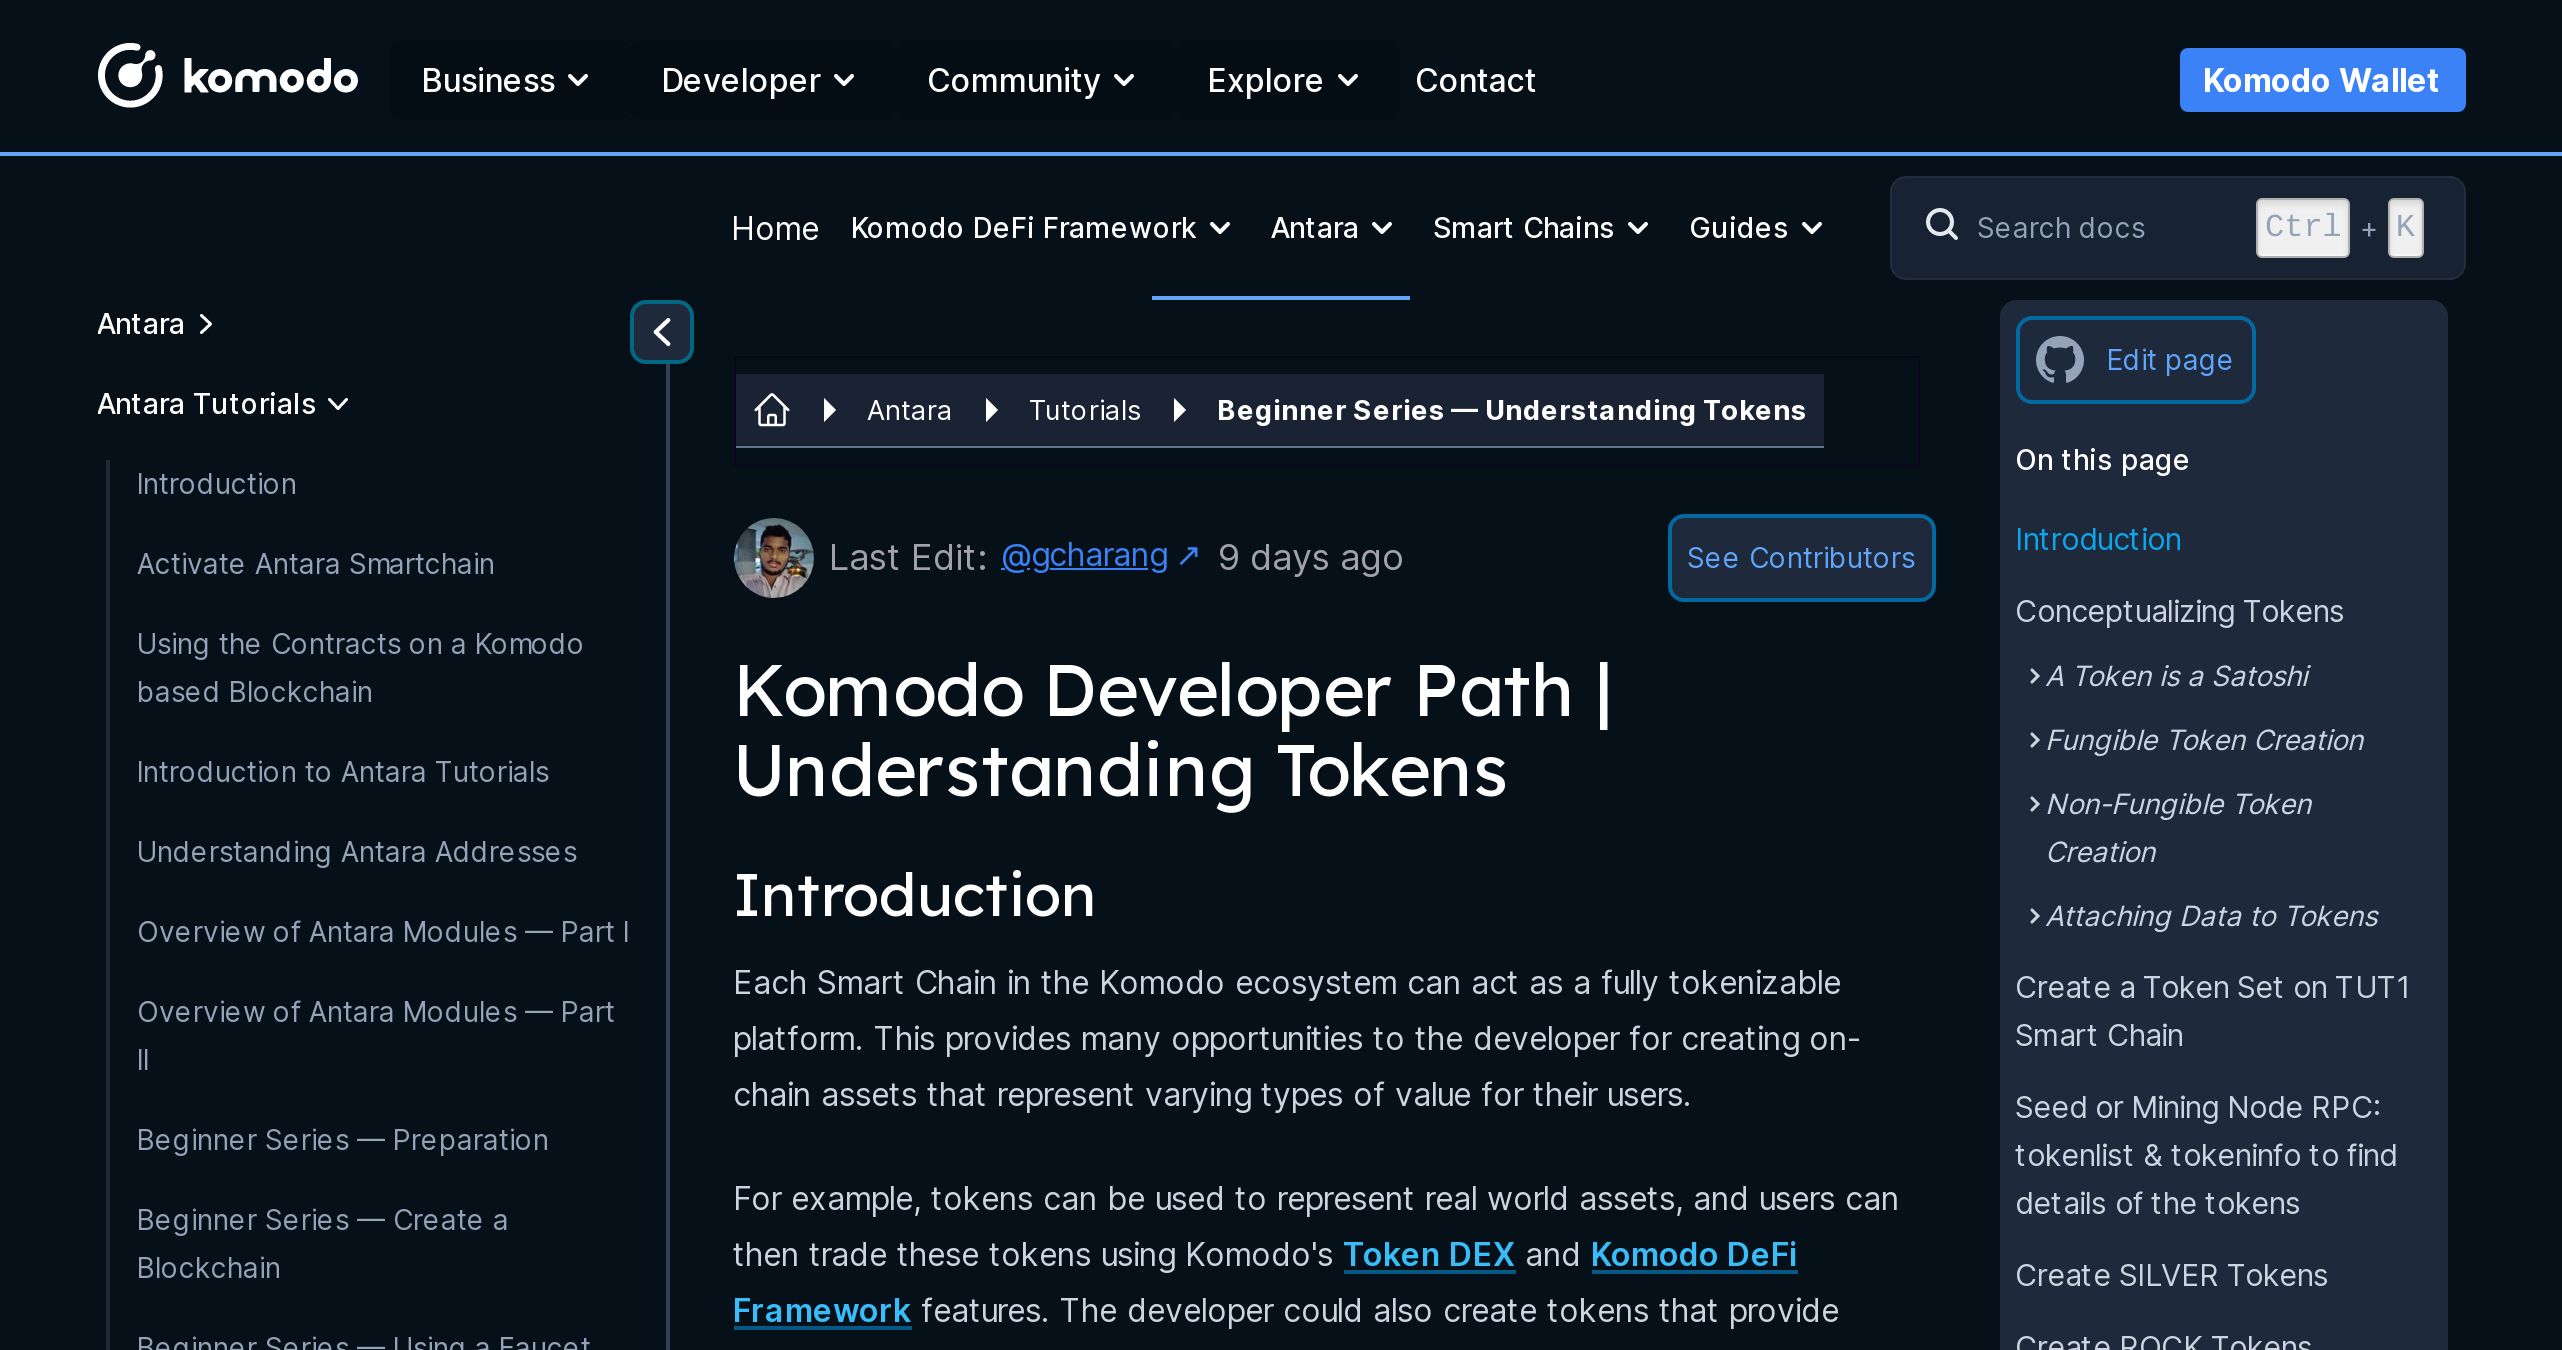 komodo
Business
Developer
Community
Explore
Contact
Komodo Wallet
Home
Komodo DeFi Framework
Antara
Smart Chains
Guides
Search docs
Ctrl + K
Antara
Antara Tutorials
Introduction
Activate Antara Smartchain
Using the Contracts on a Komodo
based Blockchain
Introduction to Antara Tutorials
Understanding Antara Addresses
Overview of Antara Modules — Part I
Overview of Antara Modules — Part
II
Beginner Series — Preparation
Beginner Series — Create a
Blockchain
Beginner Series — Using a Faucet
Antara
Tutorials
Beginner Series — Understanding Tokens
Last Edit: @gcharang ↗ 9 days ago
See Contributors
Komodo Developer Path |
Understanding Tokens
Introduction
Each Smart Chain in the Komodo ecosystem can act as a fully tokenizable
platform. This provides many opportunities to the developer for creating on-
chain assets that represent varying types of value for their users.
For example, tokens can be used to represent real world assets, and users can
then trade these tokens using Komodo's Token DEX and Komodo DeFi
Framework features. The developer could also create tokens that provide
Edit page
On this page
Introduction
Conceptualizing Tokens
A Token is a Satoshi
Fungible Token Creation
Non-Fungible Token
Creation
Attaching Data to Tokens
Create a Token Set on TUT1
Smart Chain
Seed or Mining Node RPC:
tokenlist & tokeninfo to find
details of the tokens
Create SILVER Tokens
Create ROCK Tokens